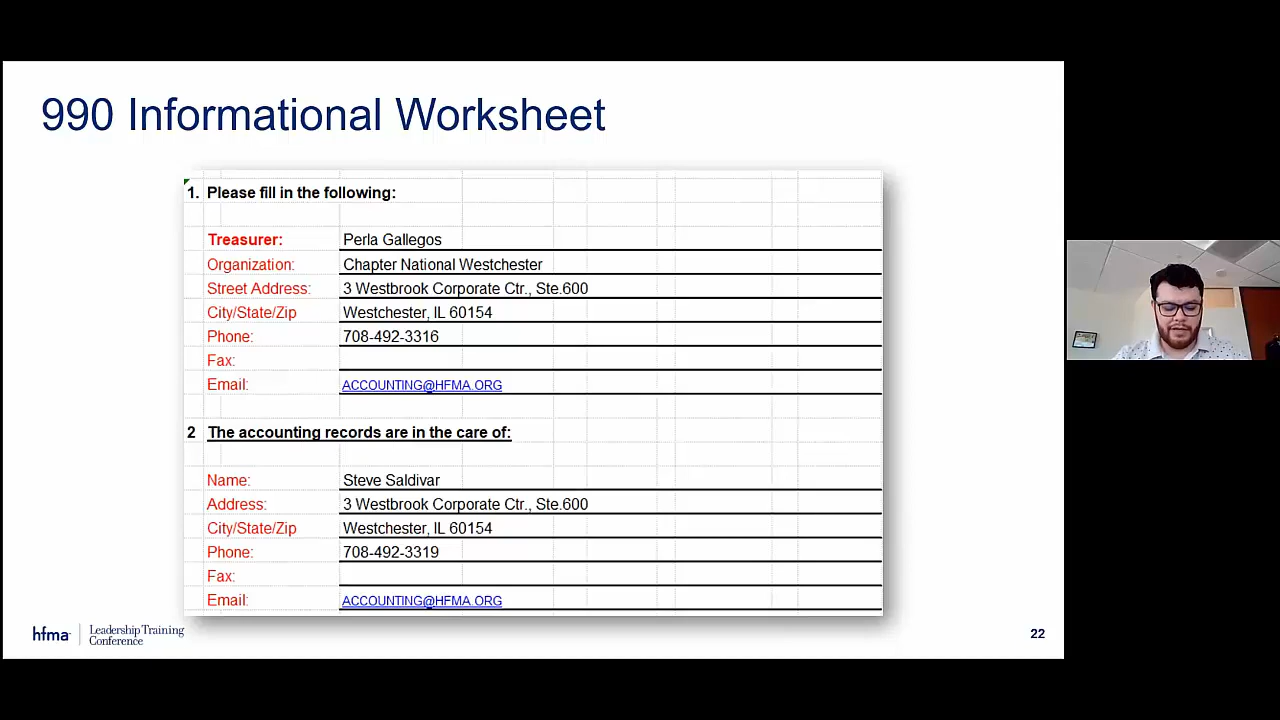 990 Informational Worksheet
1. Please fill in the following:
Treasurer: Perla Gallegos
Organization: Chapter National Westchester
Street Address: 3 Westbrook Corporate Ctr., Ste.600
City/State/Zip Westchester, IL 60154
Phone: 708-492-3316
Fax:
Email: ACCOUNTING@HFMA.ORG
2 The accounting records are in the care of:
Name: Steve Saldivar
Address: 3 Westbrook Corporate Ctr., Ste.600
City/State/Zip Westchester, IL 60154
Phone: 708-492-3319
Fax:
Email: ACCOUNTING@HFMA.ORG
hfma Leadership Training
Conference
22